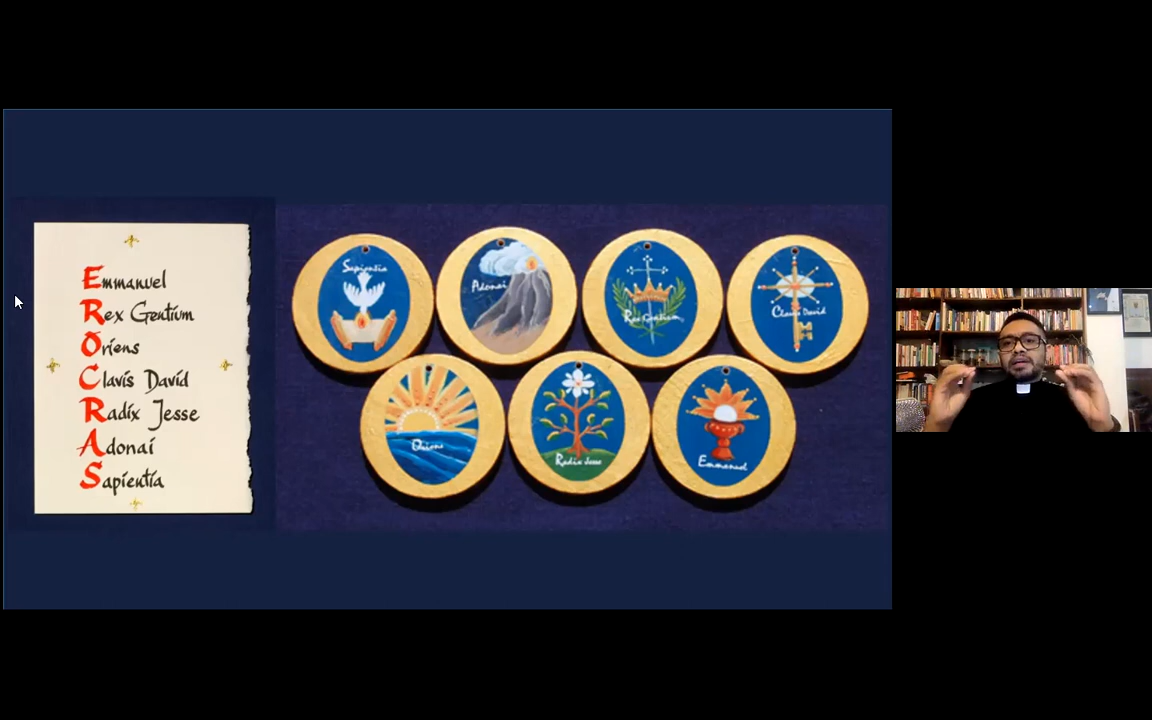 Emmanuel
Rex Gentium
Oriens
Clavis David
Radix Jesse
Adonai
Sapientia
Sapientia
Adonai
Rex Gentium
Clavis David
Oriens
Radix Jesse
Emmanuel